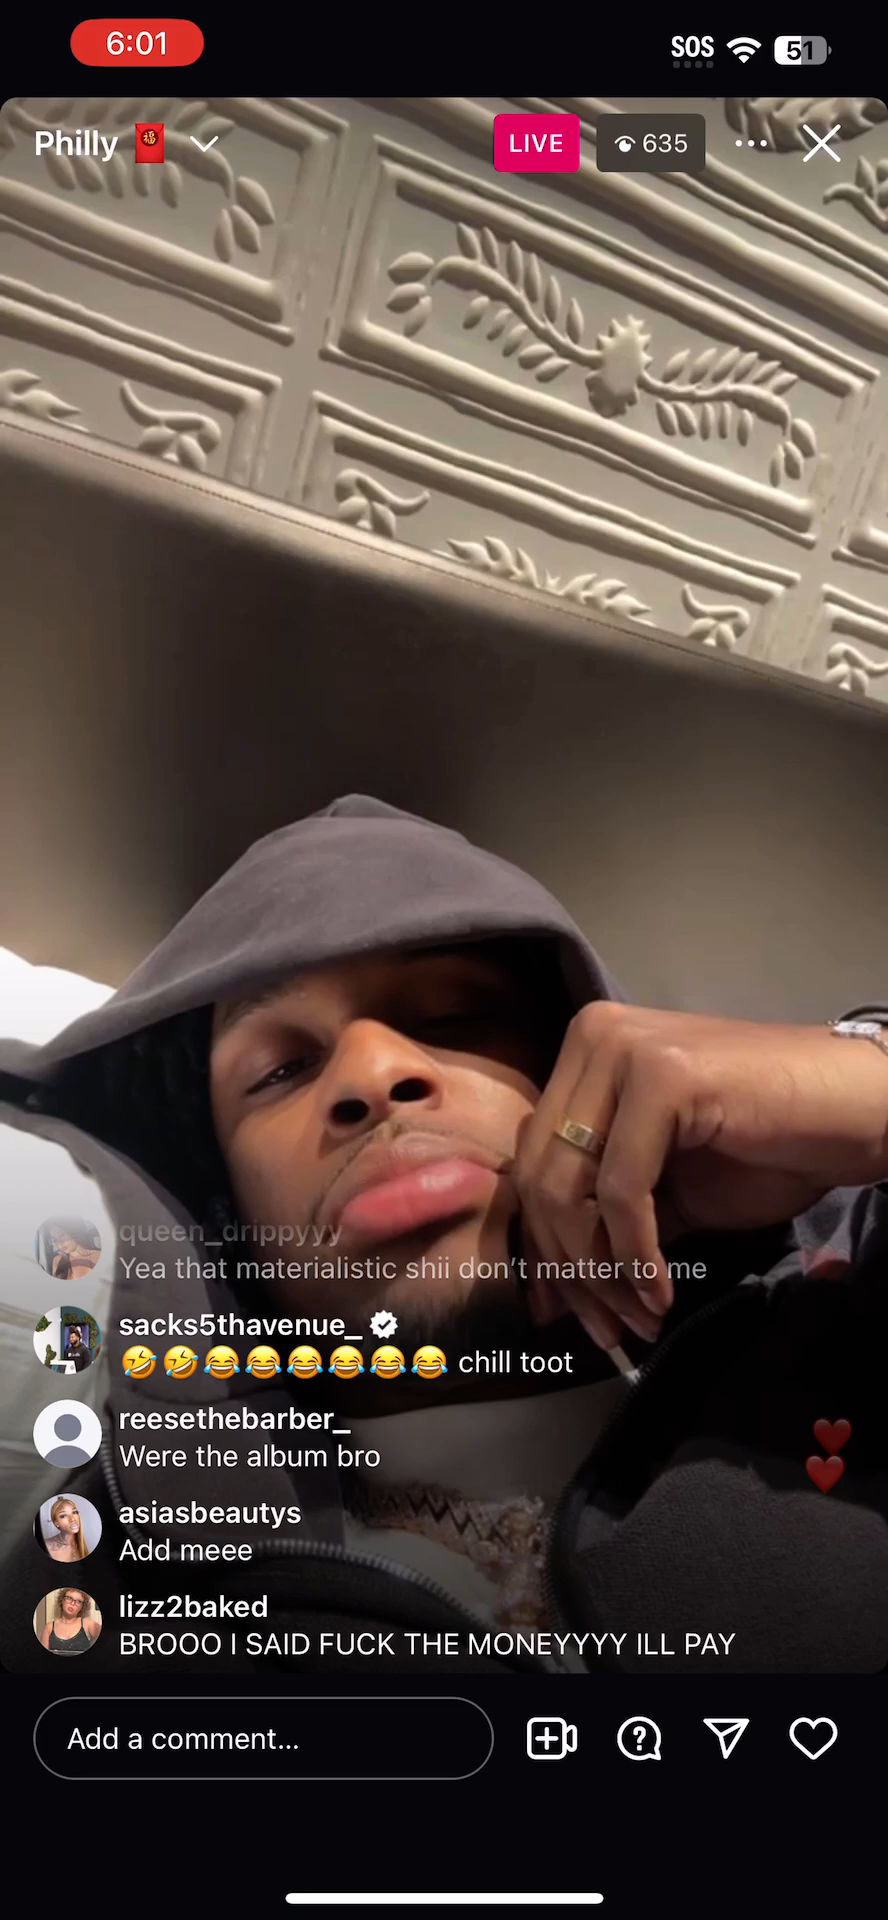 6:01
SOS
51
Philly 🧧
LIVE
635
queen_drippyyy
Yea that materialistic shii don't matter to me
sacks5thavenue_
🤣🤣😂😂😂😂😂😂 chill toot
reesethebarber_
Were the album bro
asiasbeautys
Add meee
lizz2baked
BROOO I SAID FUCK THE MONEYYYY ILL PAY
Add a comment...